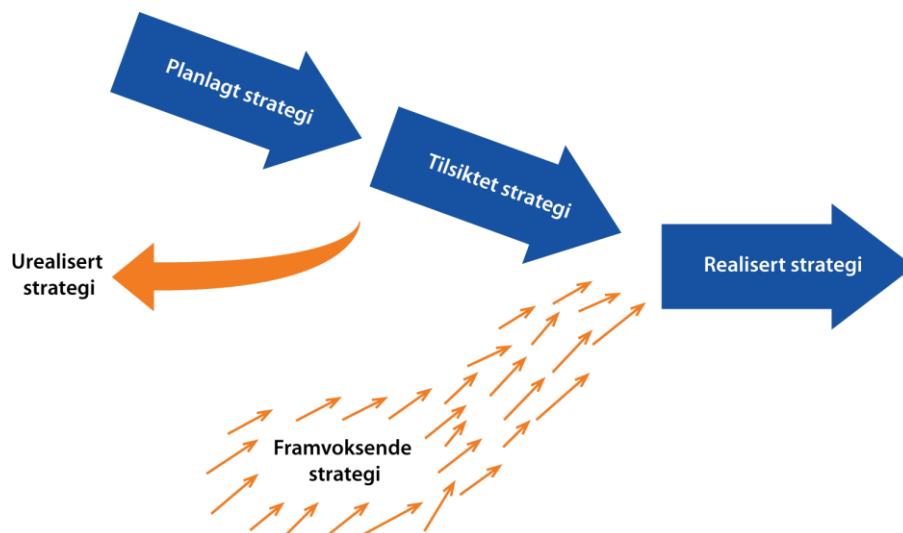 Planlagt strategi
Tilsiktet strategi
Urealisert
strategi
Realisert strategi
Framvoksende
strategi